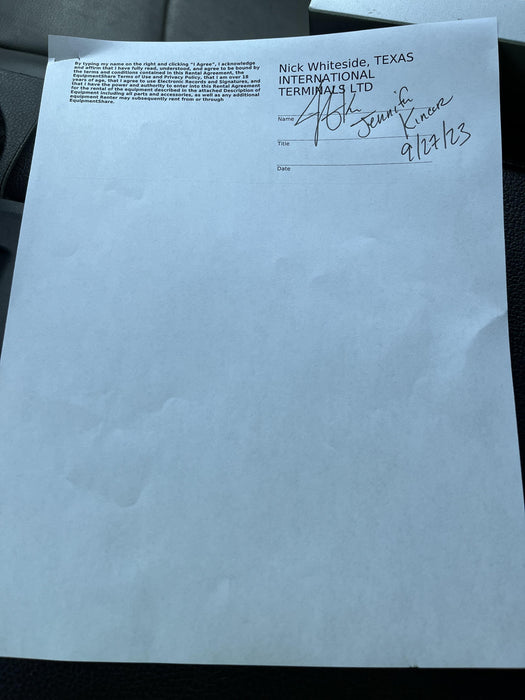 By typing my name on the right and clicking "I Agree", I acknowledge
and affirm that I have fully read, understood, and agree to be bound by
the terms and conditions contained in this Rental Agreement, the
EquipmentShare Terms of Use and Privacy Policy, that I am over 18
years of age, that I agree to use Electronic Records and Signatures, and
that I have the power and authority to enter into this Rental Agreement
for the rental of the equipment described in the attached Description of
Equipment including all parts and accessories, as well as any additional
equipment Renter may subsequently rent from or through
EquipmentShare.
Nick Whiteside, TEXAS
INTERNATIONAL
TERMINALS LTD
Name
Jennifer
Title
9/27/23
Date